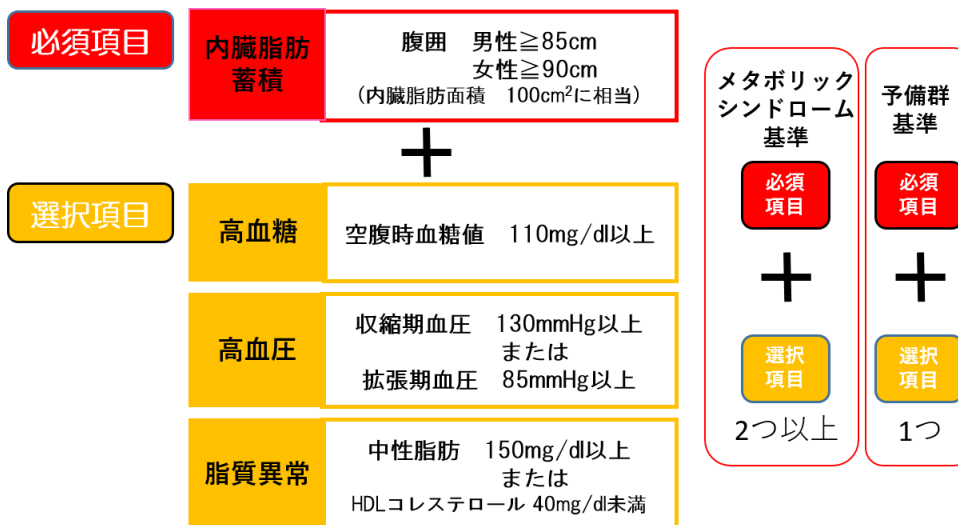 必須項目
内臓脂肪
蓄積
腹囲 男性≧85cm
女性≧90cm
(内臓脂肪面積 100cm²に相当)
+
選択項目
高血糖
空腹時血糖値 110mg/dl以上
高血圧
収縮期血圧 130mmHg以上
または
拡張期血圧 85mmHg以上
脂質異常
中性脂肪 150mg/dl以上
または
HDLコレステロール 40mg/dl未満
メタボリック
シンドローム
基準
必須
項目
+
選択
項目
2つ以上
予備群
基準
必須
項目
+
選択
項目
1つ